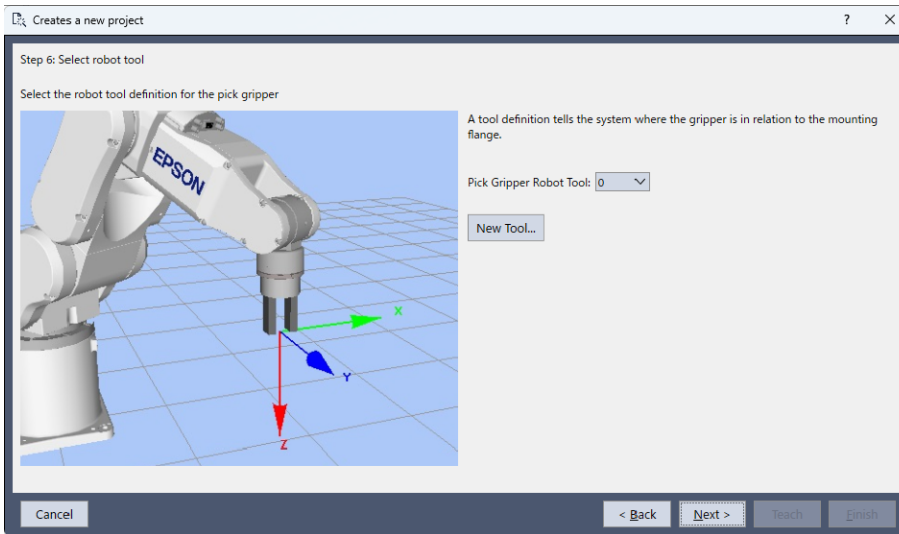 Creates a new project
?
Step 6: Select robot tool
Select the robot tool definition for the pick gripper
EPSON
X
Y
Z
A tool definition tells the system where the gripper is in relation to the mounting
flange.
Pick Gripper Robot Tool: 0
New Tool...
Cancel
< Back
Next >
Teach
Finish